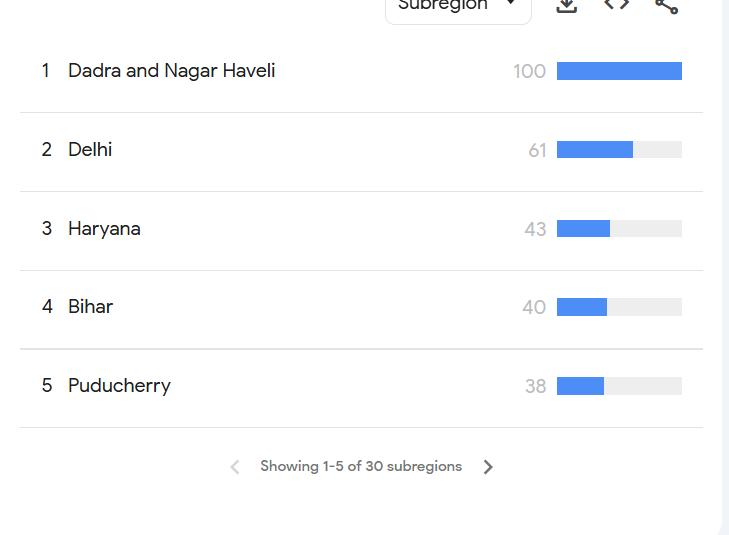 Subregion
1 Dadra and Nagar Haveli 100
2 Delhi 61
3 Haryana 43
4 Bihar 40
5 Puducherry 38
Showing 1-5 of 30 subregions